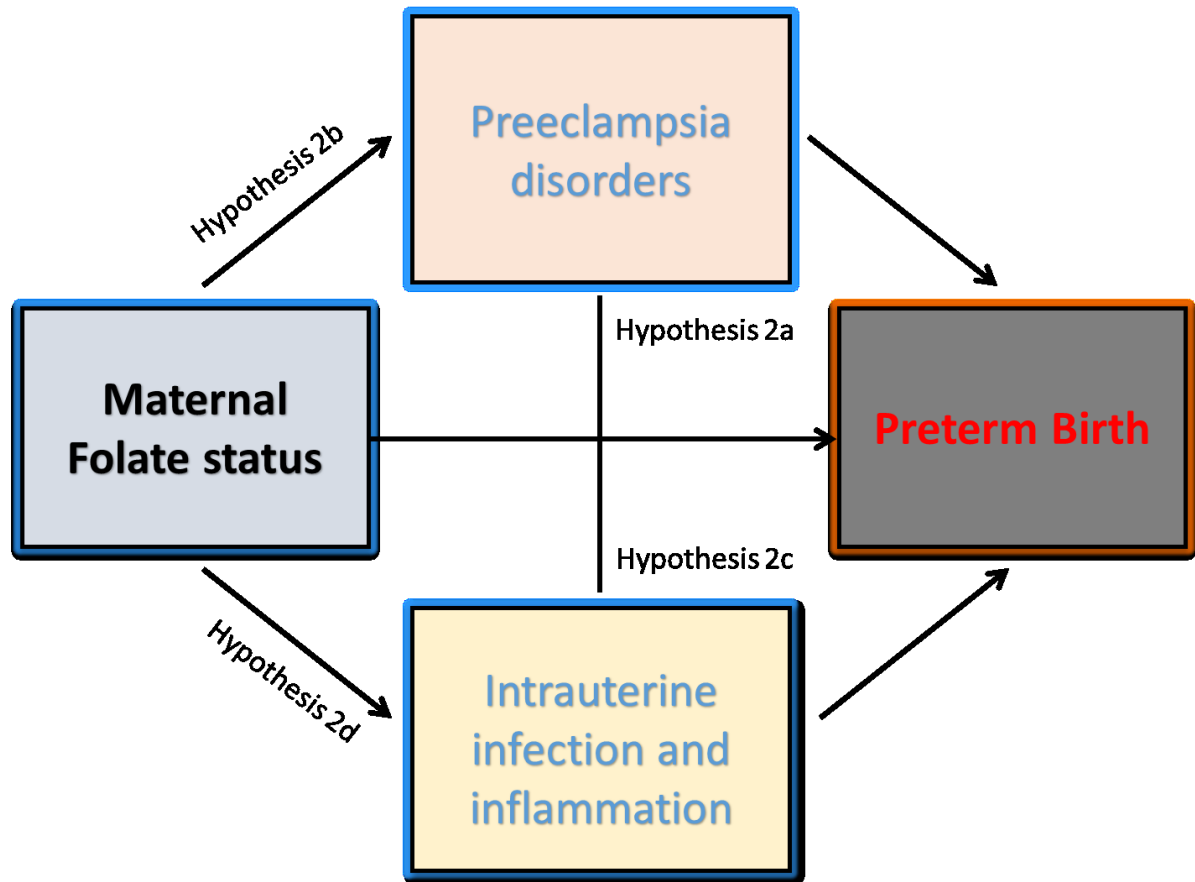 Preeclampsia
disorders
Hypothesis 2b
Hypothesis 2a
Maternal
Folate status
Preterm Birth
Hypothesis 2c
Hypothesis 2d
Intrauterine
infection and
inflammation